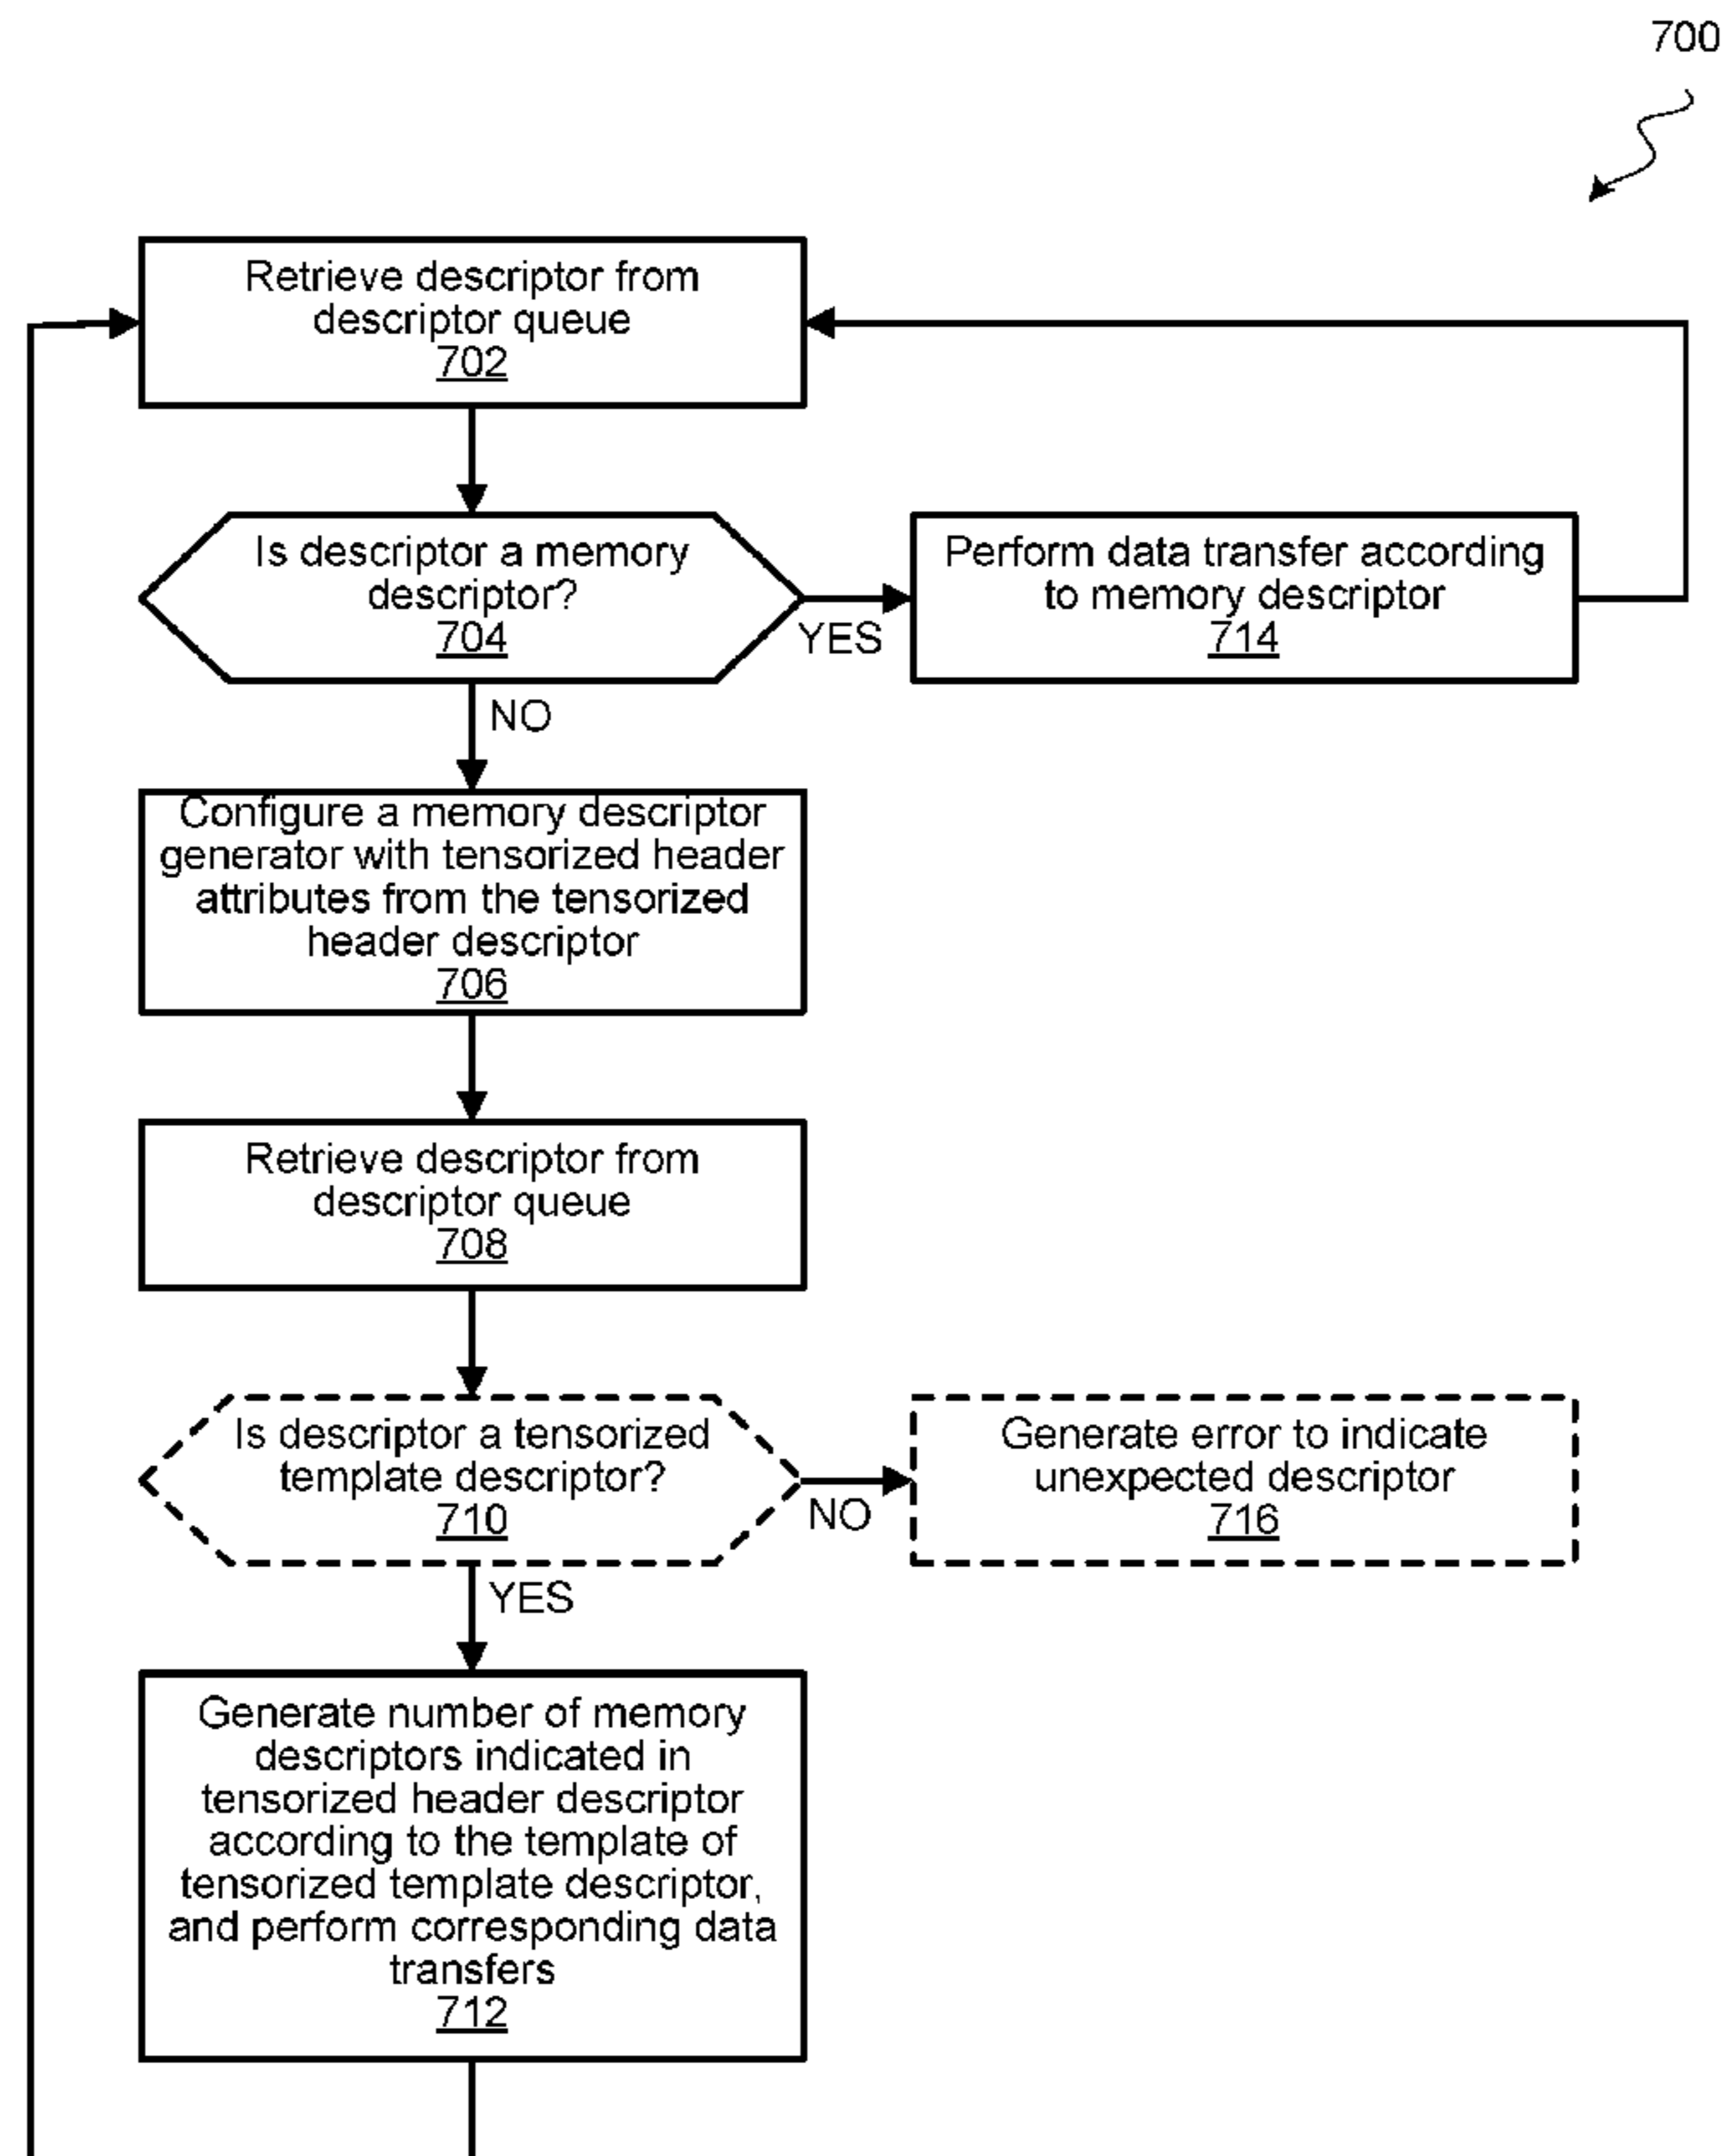 700
Retrieve descriptor from
descriptor queue
702
Is descriptor a memory
descriptor?
704
YES
Perform data transfer according
to memory descriptor
714
NO
Configure a memory descriptor
generator with tensorized header
attributes from the tensorized
header descriptor
706
Retrieve descriptor from
descriptor queue
708
Is descriptor a tensorized
template descriptor?
710
NO
Generate error to indicate
unexpected descriptor
716
YES
Generate number of memory
descriptors indicated in
tensorized header descriptor
according to the template of
tensorized template descriptor,
and perform corresponding data
transfers
712